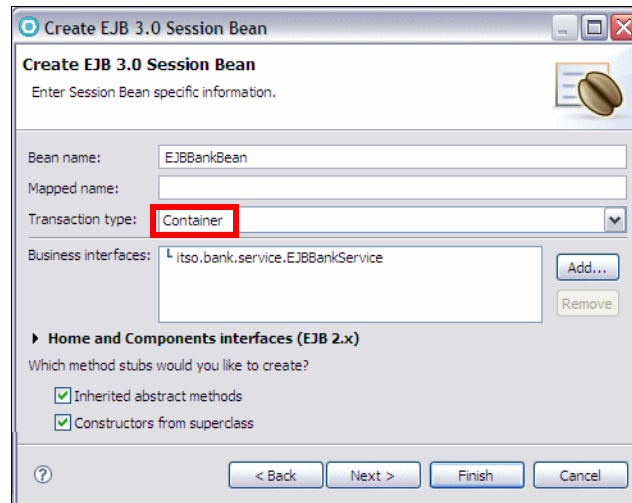 Create EJB 3.0 Session Bean
Create EJB 3.0 Session Bean
Enter Session Bean specific information.
Bean name: EJBBankBean
Mapped name:
Transaction type: Container
Business interfaces: itso.bank.service.EJBBankService
Add...
Remove
Home and Components interfaces (EJB 2.x)
Which method stubs would you like to create?
Inherited abstract methods
Constructors from superclass
? < Back Next > Finish Cancel